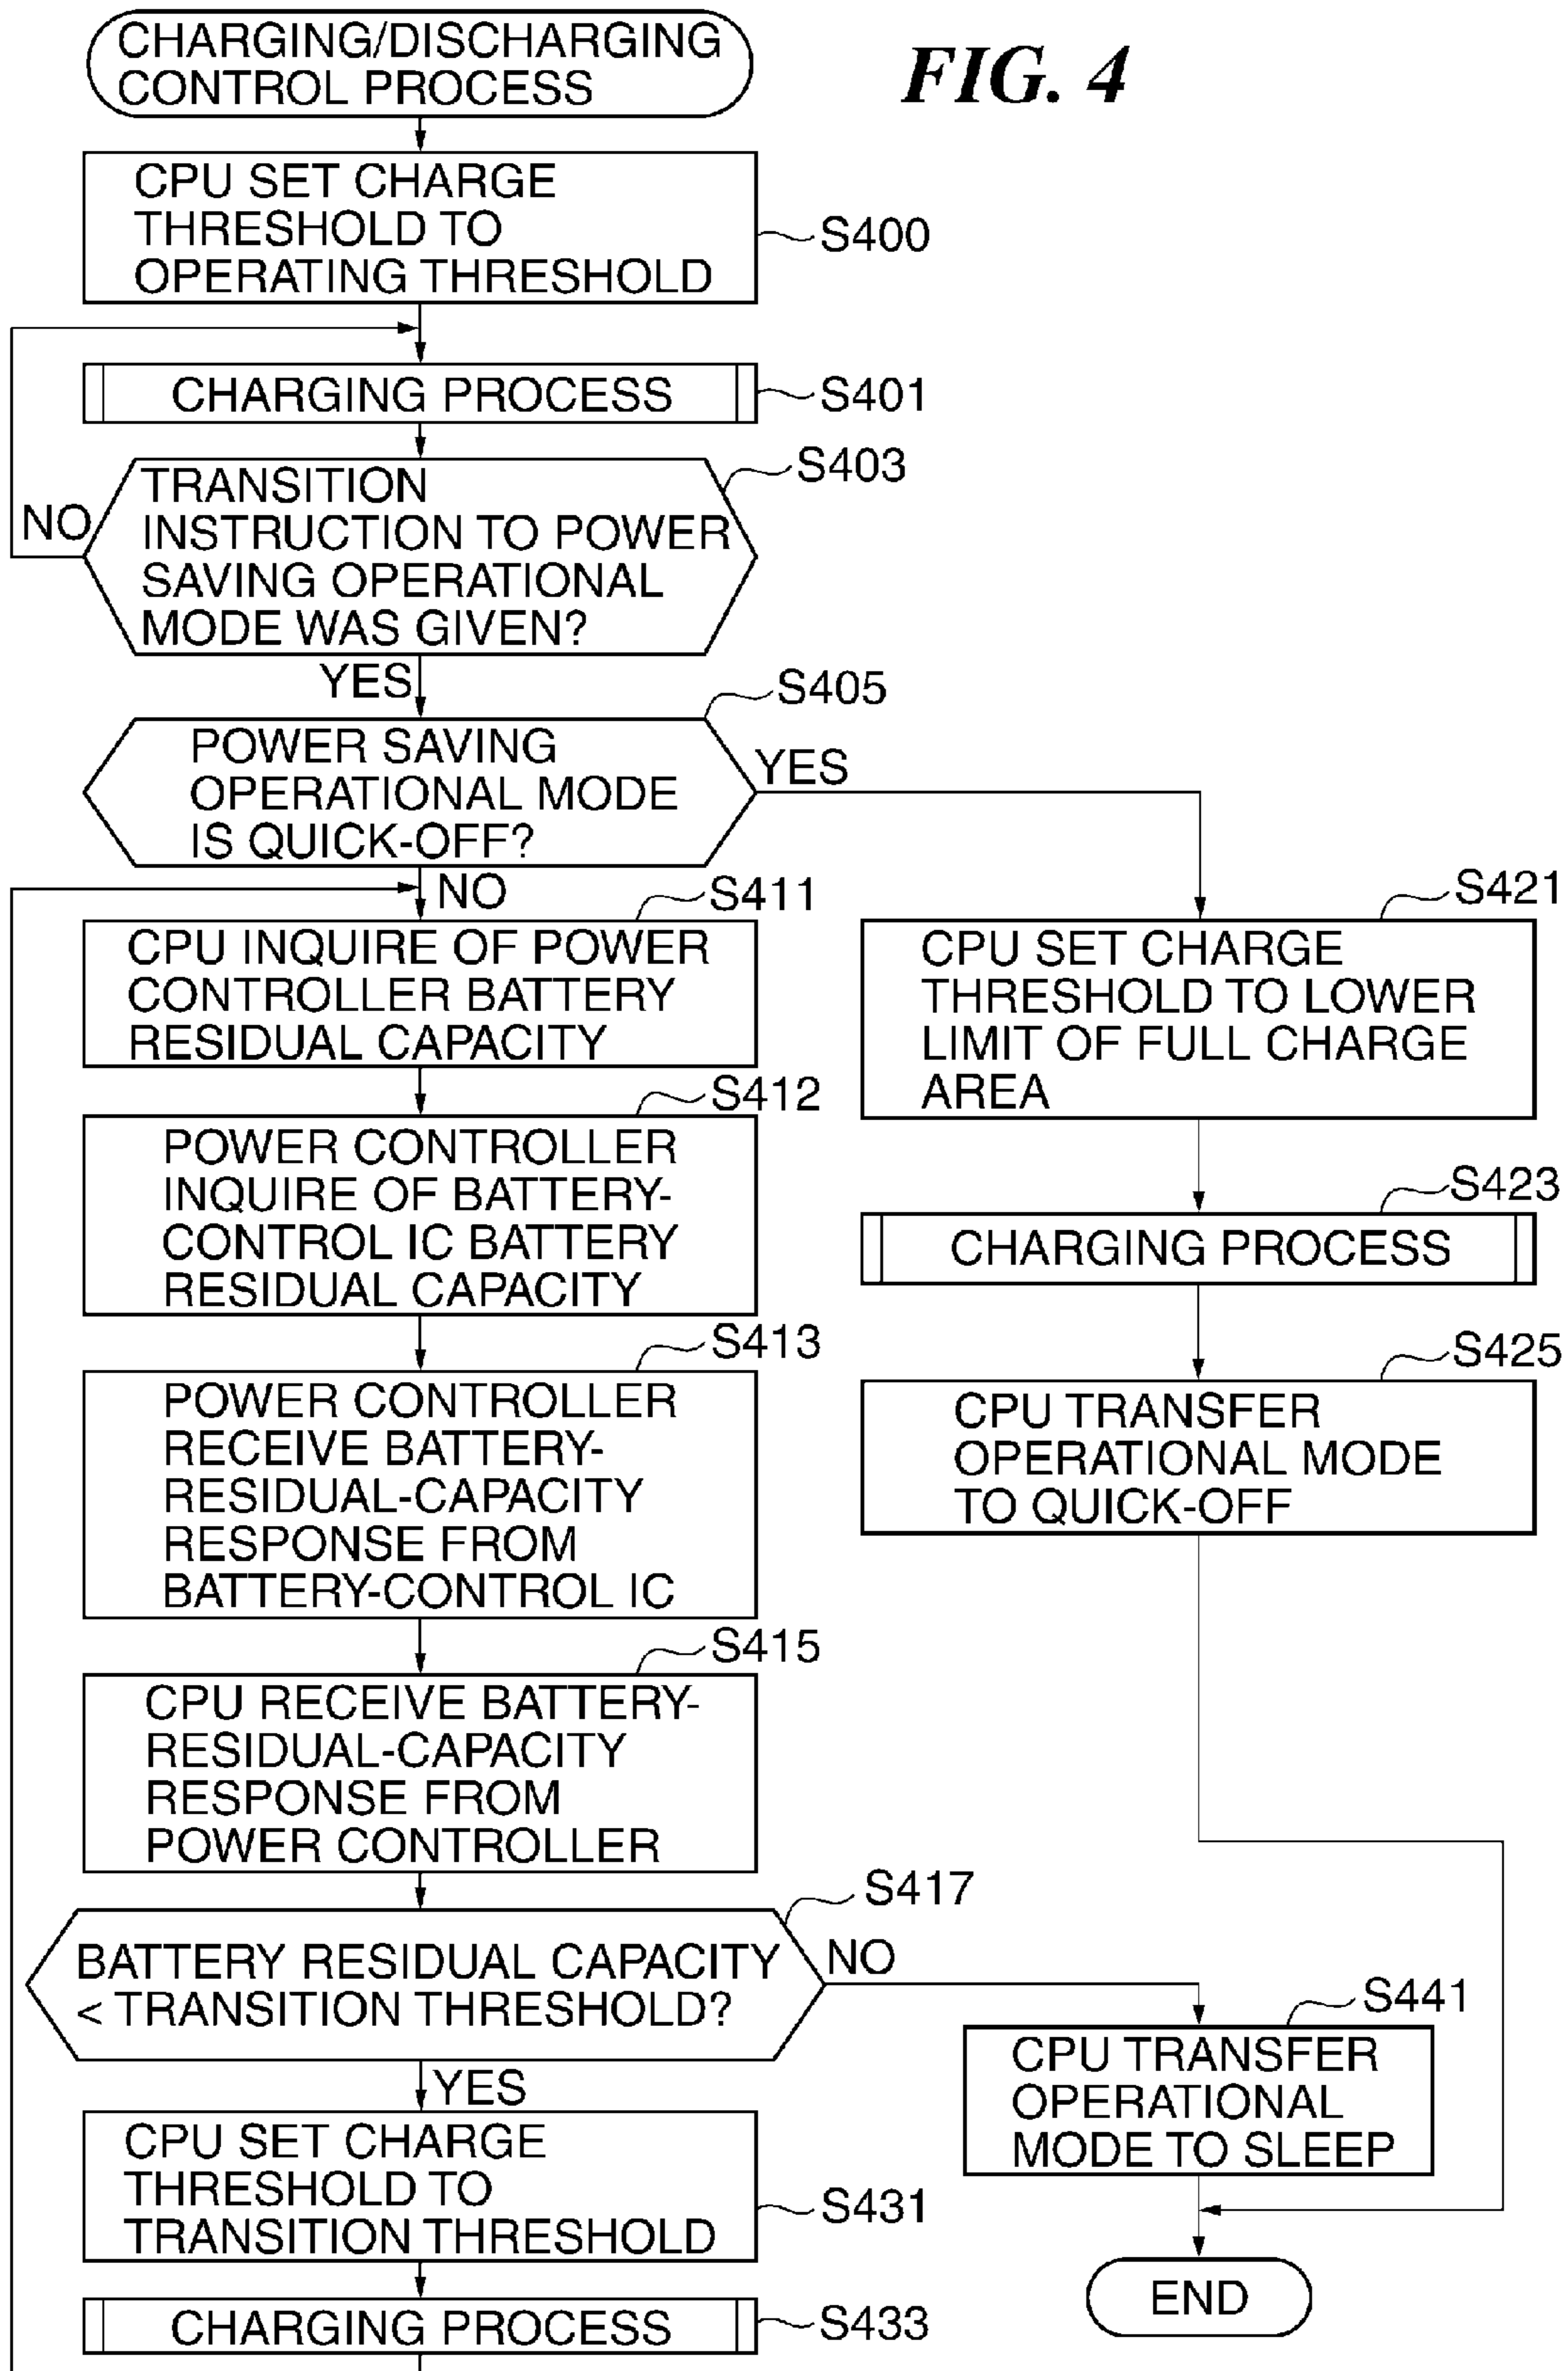 CHARGING/DISCHARGING
CONTROL PROCESS
FIG. 4
CPU SET CHARGE
THRESHOLD TO
OPERATING THRESHOLD
S400
CHARGING PROCESS
S401
S403
TRANSITION
INSTRUCTION TO POWER
SAVING OPERATIONAL
MODE WAS GIVEN?
NO
YES
S405
POWER SAVING
OPERATIONAL MODE
IS QUICK-OFF?
YES
NO
S411
CPU INQUIRE OF POWER
CONTROLLER BATTERY
RESIDUAL CAPACITY
S412
POWER CONTROLLER
INQUIRE OF BATTERY-
CONTROL IC BATTERY
RESIDUAL CAPACITY
S413
POWER CONTROLLER
RECEIVE BATTERY-
RESIDUAL-CAPACITY
RESPONSE FROM
BATTERY-CONTROL IC
S415
CPU RECEIVE BATTERY-
RESIDUAL-CAPACITY
RESPONSE FROM
POWER CONTROLLER
S417
BATTERY RESIDUAL CAPACITY
< TRANSITION THRESHOLD?
NO
YES
CPU SET CHARGE
THRESHOLD TO
TRANSITION THRESHOLD
S431
CHARGING PROCESS
S433
S421
CPU SET CHARGE
THRESHOLD TO LOWER
LIMIT OF FULL CHARGE
AREA
S423
CHARGING PROCESS
S425
CPU TRANSFER
OPERATIONAL MODE
TO QUICK-OFF
S441
CPU TRANSFER
OPERATIONAL
MODE TO SLEEP
END